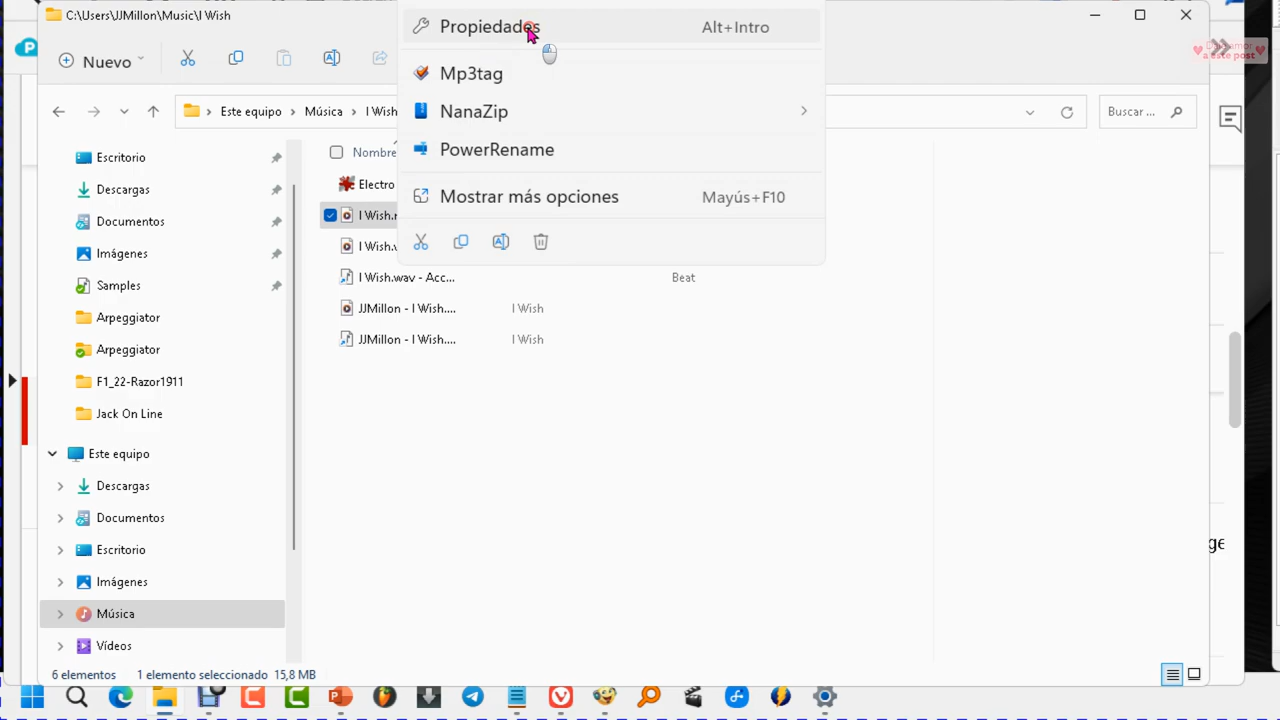 C:\Users\JJMillon\Music\I Wish
Propiedades Alt+Intro
Nuevo
Mp3tag
Este equipo Música I Wish
NanaZip
Buscar ...
PowerRename
Mostrar más opciones Mayús+F10
Nombre
Electro
I Wish.
I Wish.
I Wish.wav - Acc... Beat
JJMillon - I Wish.... I Wish
JJMillon - I Wish.... I Wish
Escritorio
Descargas
Documentos
Imágenes
Samples
Arpeggiator
Arpeggiator
F1_22-Razor1911
Jack On Line
Este equipo
Descargas
Documentos
Escritorio
Imágenes
Música
Vídeos
6 elementos 1 elemento seleccionado 15,8 MB